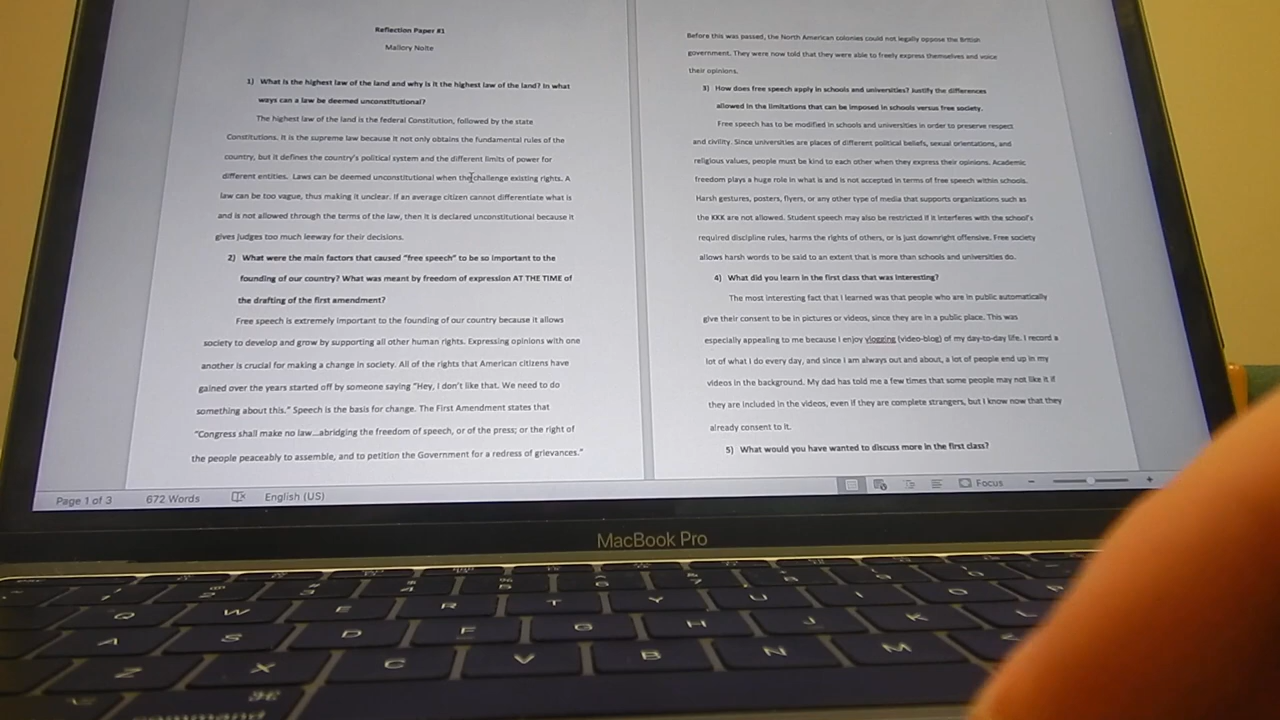 Reflection Paper #1
Mallory Nolte
1) What is the highest law of the land and why is it the highest law of the land? In what
ways can a law be deemed unconstitutional?
The highest law of the land is the federal Constitution, followed by the state
Constitutions. It is the supreme law because it not only obtains the fundamental rules of the
country, but it defines the country's political system and the different limits of power for
different entities. Laws can be deemed unconstitutional when the challenge existing rights. A
law can be too vague, thus making it unclear. If an average citizen cannot differentiate what is
and is not allowed through the terms of the law, then it is declared unconstitutional because it
gives judges too much leeway for their decisions.
2) What were the main factors that caused "free speech" to be so important to the
founding of our country? What was meant by freedom of expression AT THE TIME of
the drafting of the first amendment?
Free speech is extremely important to the founding of our country because it allows
society to develop and grow by supporting all other human rights. Expressing opinions with one
another is crucial for making a change in society. All of the rights that American citizens have
gained over the years started off by someone saying "Hey, I don't like that. We need to do
something about this." Speech is the basis for change. The First Amendment states that
"Congress shall make no law...abridging the freedom of speech, or of the press; or the right of
the people peaceably to assemble, and to petition the Government for a redress of grievances."
Before this was passed, the North American colonies could not legally oppose the British
government. They were now told that they were able to freely express themselves and voice
their opinions.
3) How does free speech apply in schools and universities? Justify the differences
allowed in the limitations that can be imposed in schools versus free society.
Free speech has to be modified in schools and universities in order to preserve respect
and civility. Since universities are places of different political beliefs, sexual orientations, and
religious values, people must be kind to each other when they express their opinions. Academic
freedom plays a huge role in what is and is not accepted in terms of free speech within schools.
Harsh gestures, posters, flyers, or any other type of media that supports organizations such as
the KKK are not allowed. Student speech may also be restricted if it interferes with the school's
required discipline rules, harms the rights of others, or is just downright offensive. Free society
allows harsh words to be said to an extent that is more than schools and universities do.
4) What did you learn in the first class that was interesting?
The most interesting fact that I learned was that people who are in public automatically
give their consent to be in pictures or videos, since they are in a public place. This was
especially appealing to me because I enjoy vlogging (video-blog) of my day-to-day life. I record a
lot of what I do every day, and since I am always out and about, a lot of people end up in my
videos in the background. My dad has told me a few times that some people may not like it if
they are included in the videos, even if they are complete strangers, but I know now that they
already consent to it.
5) What would you have wanted to discuss more in the first class?
Page 1 of 3 672 Words English (US) Focus
MacBook Pro
Q W E R T Y U I O P
A S D F G H J K L
Z X C V B N M
command